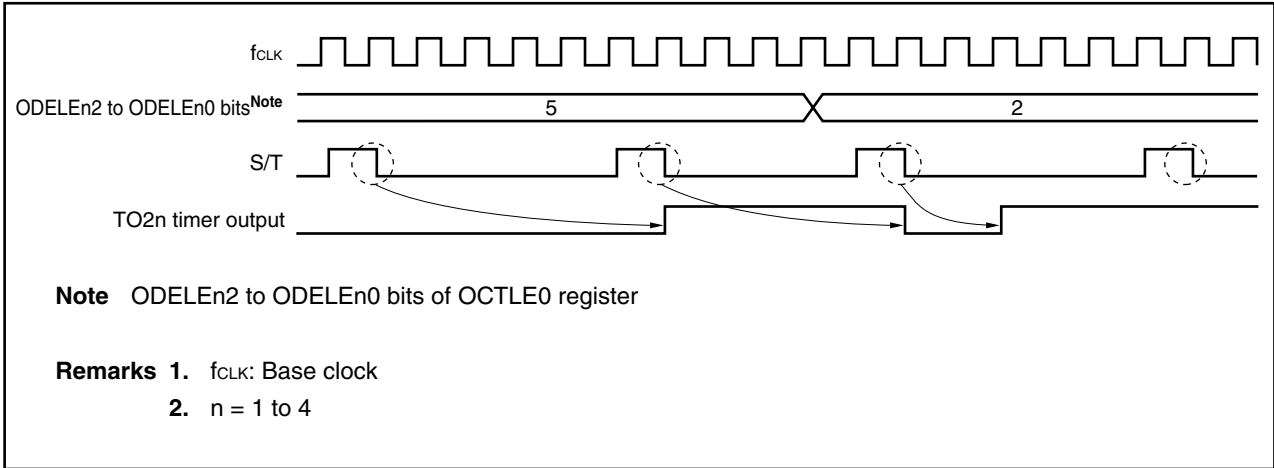 fCLK
ODELEn2 to ODELEn0 bitsNote
5
2
S/T
TO2n timer output
Note ODELEn2 to ODELEn0 bits of OCTLE0 register
Remarks 1. fCLK: Base clock
2. n = 1 to 4